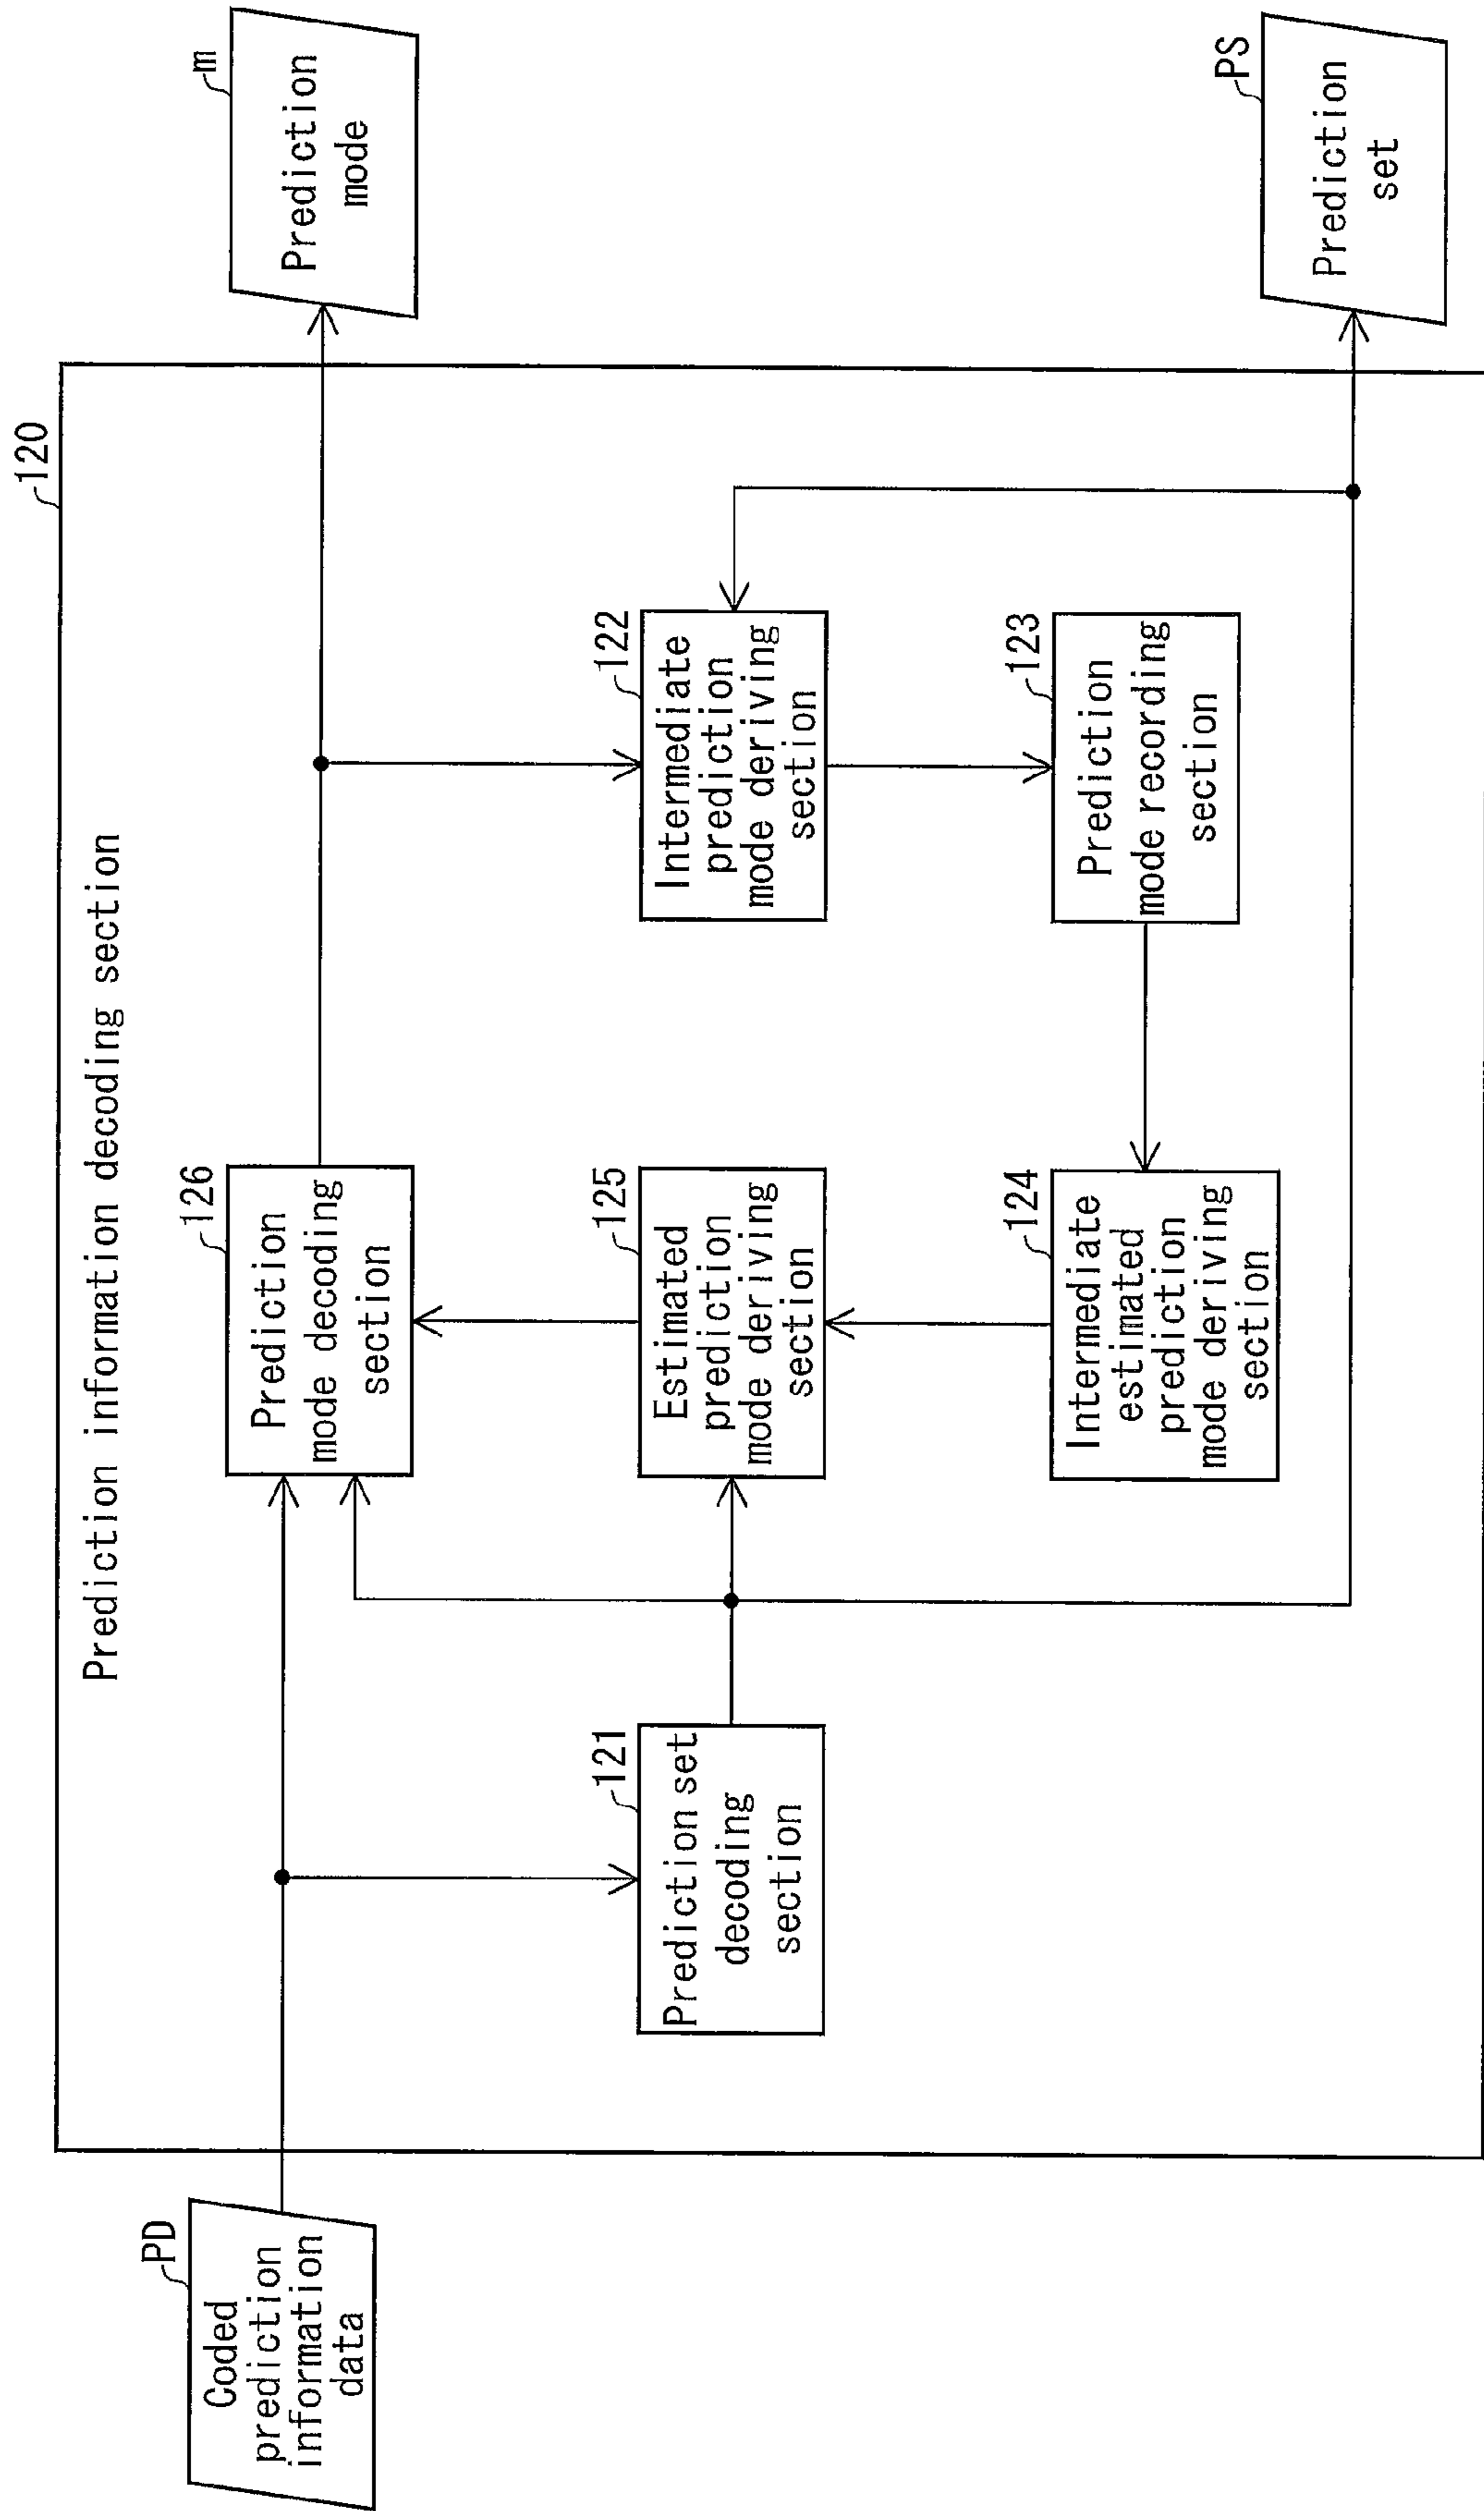 120
Prediction information decoding section
PD
Coded
prediction
information
data
126
Prediction
mode decoding
section
m
Prediction
mode
121
Prediction set
decoding
section
125
Estimated
prediction
mode deriving
section
122
Intermediate
prediction
mode deriving
section
124
Intermediate
estimated
prediction
mode deriving
section
123
Prediction
mode recording
section
PS
Prediction
set